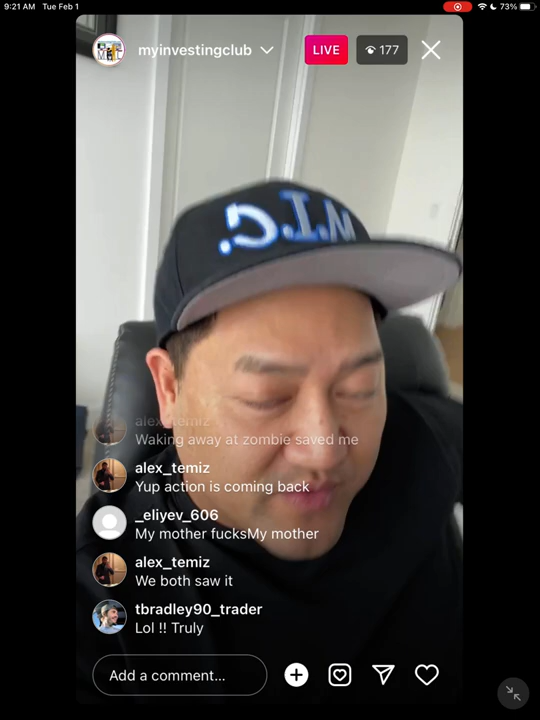 9:21 AM Tue Feb 1
73%
myinvestingclub
LIVE
177
M.I.C.
alex_temiz
Waking away at zombie saved me
alex_temiz
Yup action is coming back
_eliyev_606
My mother fucksMy mother
alex_temiz
We both saw it
tbradley90_trader
Lol !! Truly
Add a comment...